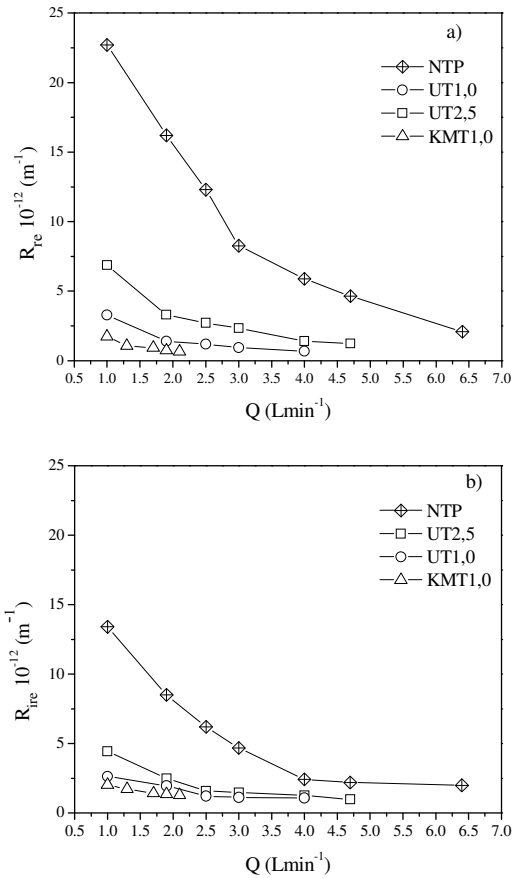 a)
25
20
15
10
5
0
R_re 10^-12 (m^-1)
NTP
UT1,0
UT2,5
KMT1,0
0.5 1.0 1.5 2.0 2.5 3.0 3.5 4.0 4.5 5.0 5.5 6.0 6.5 7.0
Q (Lmin^-1)
b)
25
20
15
10
5
0
R_ire 10^-12 (m^-1)
NTP
UT2,5
UT1,0
KMT1,0
0.5 1.0 1.5 2.0 2.5 3.0 3.5 4.0 4.5 5.0 5.5 6.0 6.5 7.0
Q (Lmin^-1)